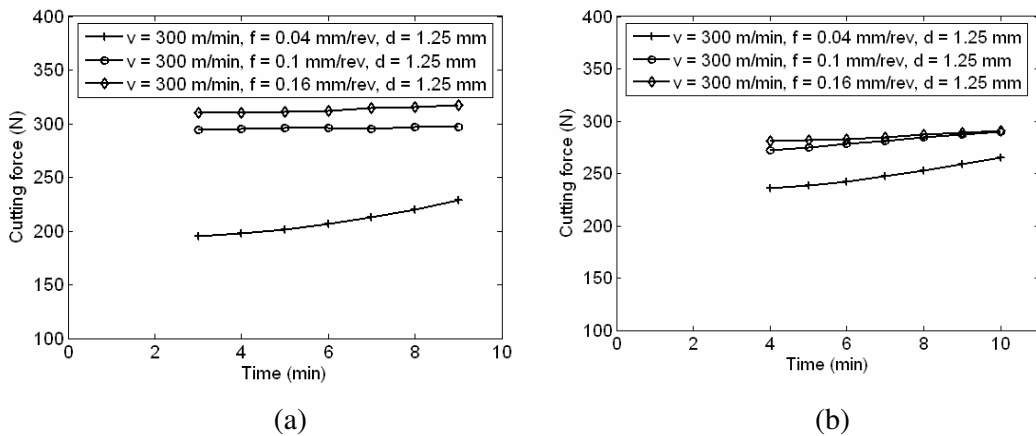 400
350
300
250
200
150
100
Cutting force (N)
v = 300 m/min, f = 0.04 mm/rev, d = 1.25 mm
v = 300 m/min, f = 0.1 mm/rev, d = 1.25 mm
v = 300 m/min, f = 0.16 mm/rev, d = 1.25 mm
0 2 4 6 8 10
Time (min)
(a)
400
350
300
250
200
150
100
Cutting force (N)
v = 300 m/min, f = 0.04 mm/rev, d = 1.25 mm
v = 300 m/min, f = 0.1 mm/rev, d = 1.25 mm
v = 300 m/min, f = 0.16 mm/rev, d = 1.25 mm
0 2 4 6 8 10
Time (min)
(b)